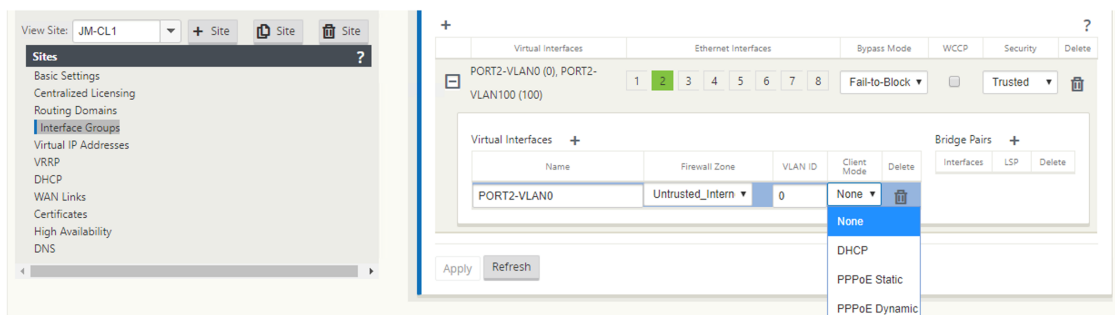 View Site: JM-CL1 + Site Site Site
Sites ?
Basic Settings
Centralized Licensing
Routing Domains
Interface Groups
Virtual IP Addresses
VRRP
DHCP
WAN Links
Certificates
High Availability
DNS
+ ?
Virtual Interfaces Ethernet Interfaces Bypass Mode WCCP Security Delete
PORT2-VLAN0 (0), PORT2-
VLAN100 (100)
1 2 3 4 5 6 7 8 Fail-to-Block Trusted
Virtual Interfaces + Bridge Pairs +
Name Firewall Zone VLAN ID Client Mode Delete Interfaces LSP Delete
PORT2-VLAN0 Untrusted_Intern 0 None
None
DHCP
PPPoE Static
PPPoE Dynamic
Apply Refresh